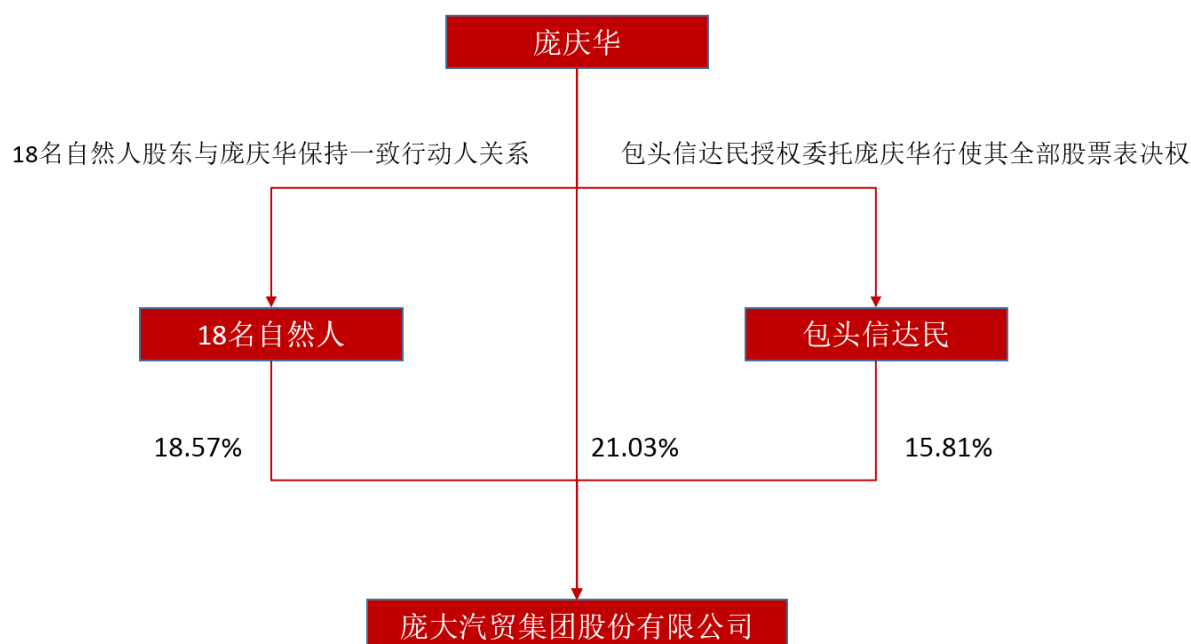 庞庆华
18名自然人股东与庞庆华保持一致行动人关系
包头信达民授权委托庞庆华行使其全部股票表决权
18名自然人
包头信达民
18.57%
21.03%
15.81%
庞大汽贸集团股份有限公司